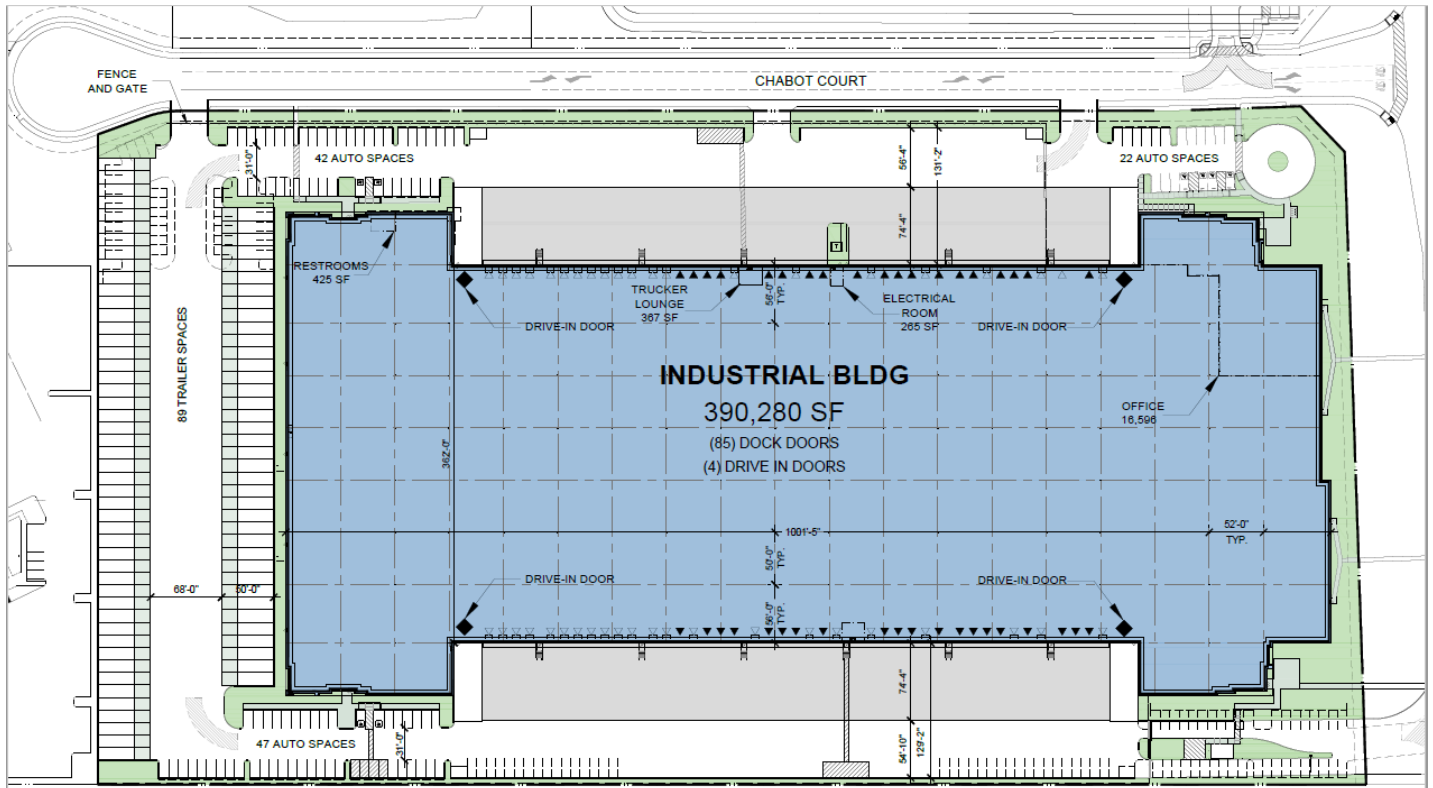 FENCE
AND GATE
CHABOT COURT
42 AUTO SPACES
31'-0"
56'-4"
131'-2"
22 AUTO SPACES
74'-4"
T
RESTROOMS
425 SF
TRUCKER
LOUNGE
367 SF
56'-0"
TYP.
ELECTRICAL
ROOM
265 SF
DRIVE-IN DOOR
DRIVE-IN DOOR
89 TRAILER SPACES
INDUSTRIAL BLDG
390,280 SF
(85) DOCK DOORS
(4) DRIVE IN DOORS
OFFICE
16,596
362'-0"
1001'-5"
52'-0"
TYP.
50'-0"
TYP.
68'-0"
50'-0"
DRIVE-IN DOOR
DRIVE-IN DOOR
56'-0"
TYP.
74'-4"
47 AUTO SPACES
31'-0"
54'-10"
129'-2"